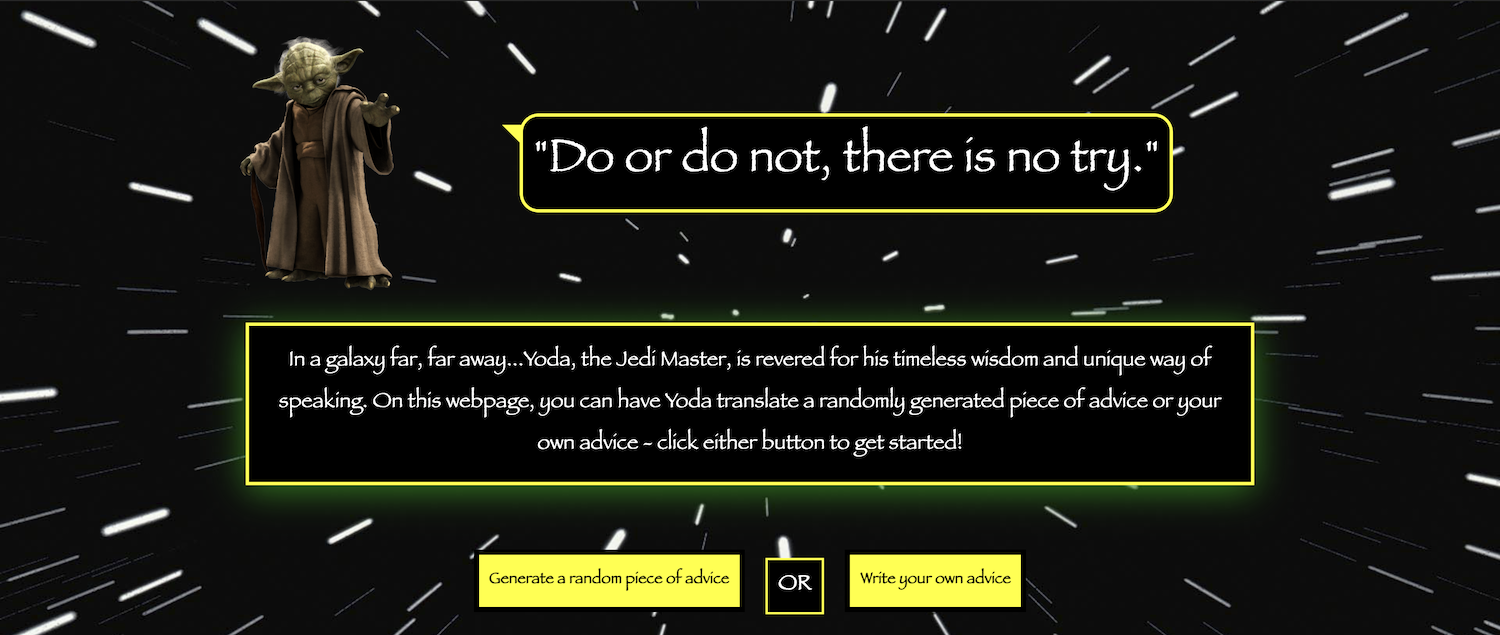 "Do or do not, there is no try."
In a galaxy far, far away...Yoda, the Jedi Master, is revered for his timeless wisdom and unique way of
speaking. On this webpage, you can have Yoda translate a randomly generated piece of advice or your
own advice - click either button to get started!
Generate a random piece of advice
OR
Write your own advice